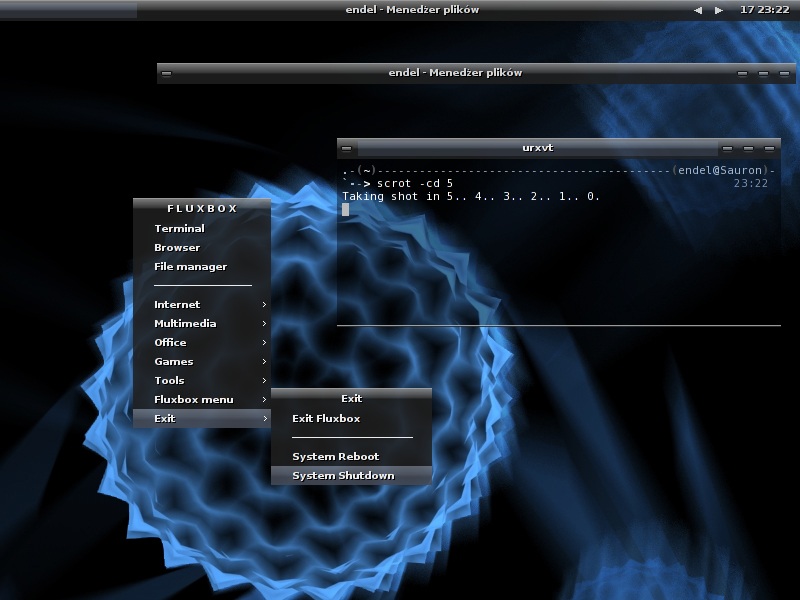 endel - Menedżer plików
17 23:22
endel - Menedżer plików
urxvt
.-(~)--------------------------------------------(endel@Sauron)-
`--> scrot -cd 5 23:22
Taking shot in 5.. 4.. 3.. 2.. 1.. 0.
FLUXBOX
Terminal
Browser
File manager
Internet
Multimedia
Office
Games
Tools
Fluxbox menu
Exit
Exit
Exit Fluxbox
System Reboot
System Shutdown